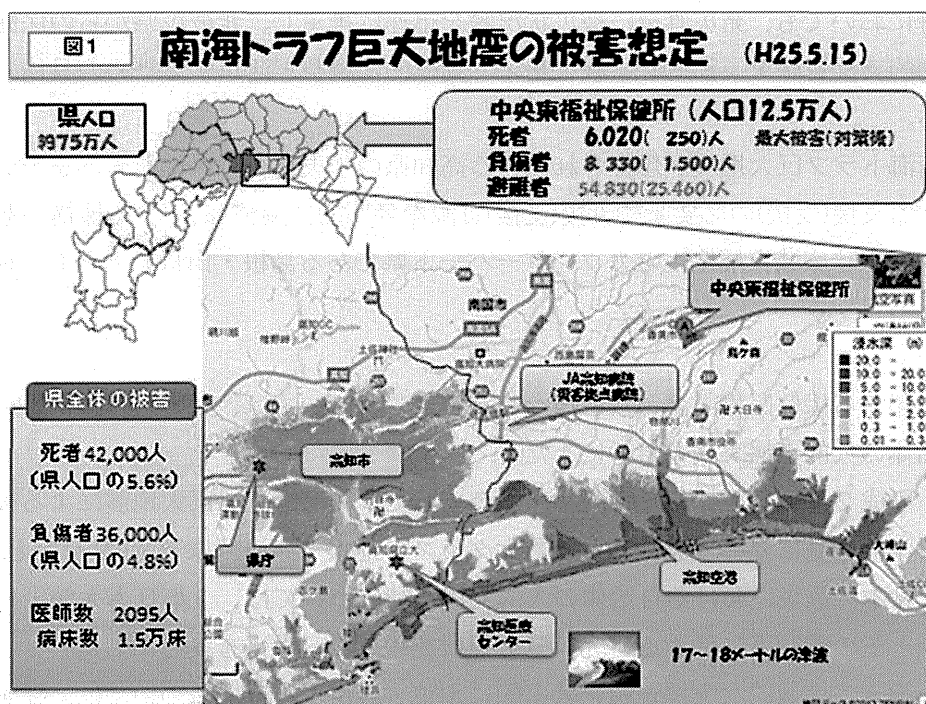 図1
南海トラフ巨大地震の被害想定 (H25.5.15)
県人口
約75万人
中央東福祉保健所(人口12.5万人)
死者 6.020( 250)人 最大被害(対策後)
負傷者 8.330( 1.500)人
避難者 54.830(25.460)人
中央東福祉保健所
空写真
南国市
浸水深 (m)
20.0 -
10.0 - 20.0
5.0 - 10.0
2.0 - 5.0
1.0 - 2.0
0.3 - 1.0
0.01 - 0.3
JA高知病院
(災害拠点病院)
大日寺
県全体の被害
死者42,000人
(県人口の5.6%)
負傷者36,000人
(県人口の4.8%)
医師数 2095人
病床数 1.5万床
高知市
県庁
高知空港
高知医療
センター
17~18メートルの津波